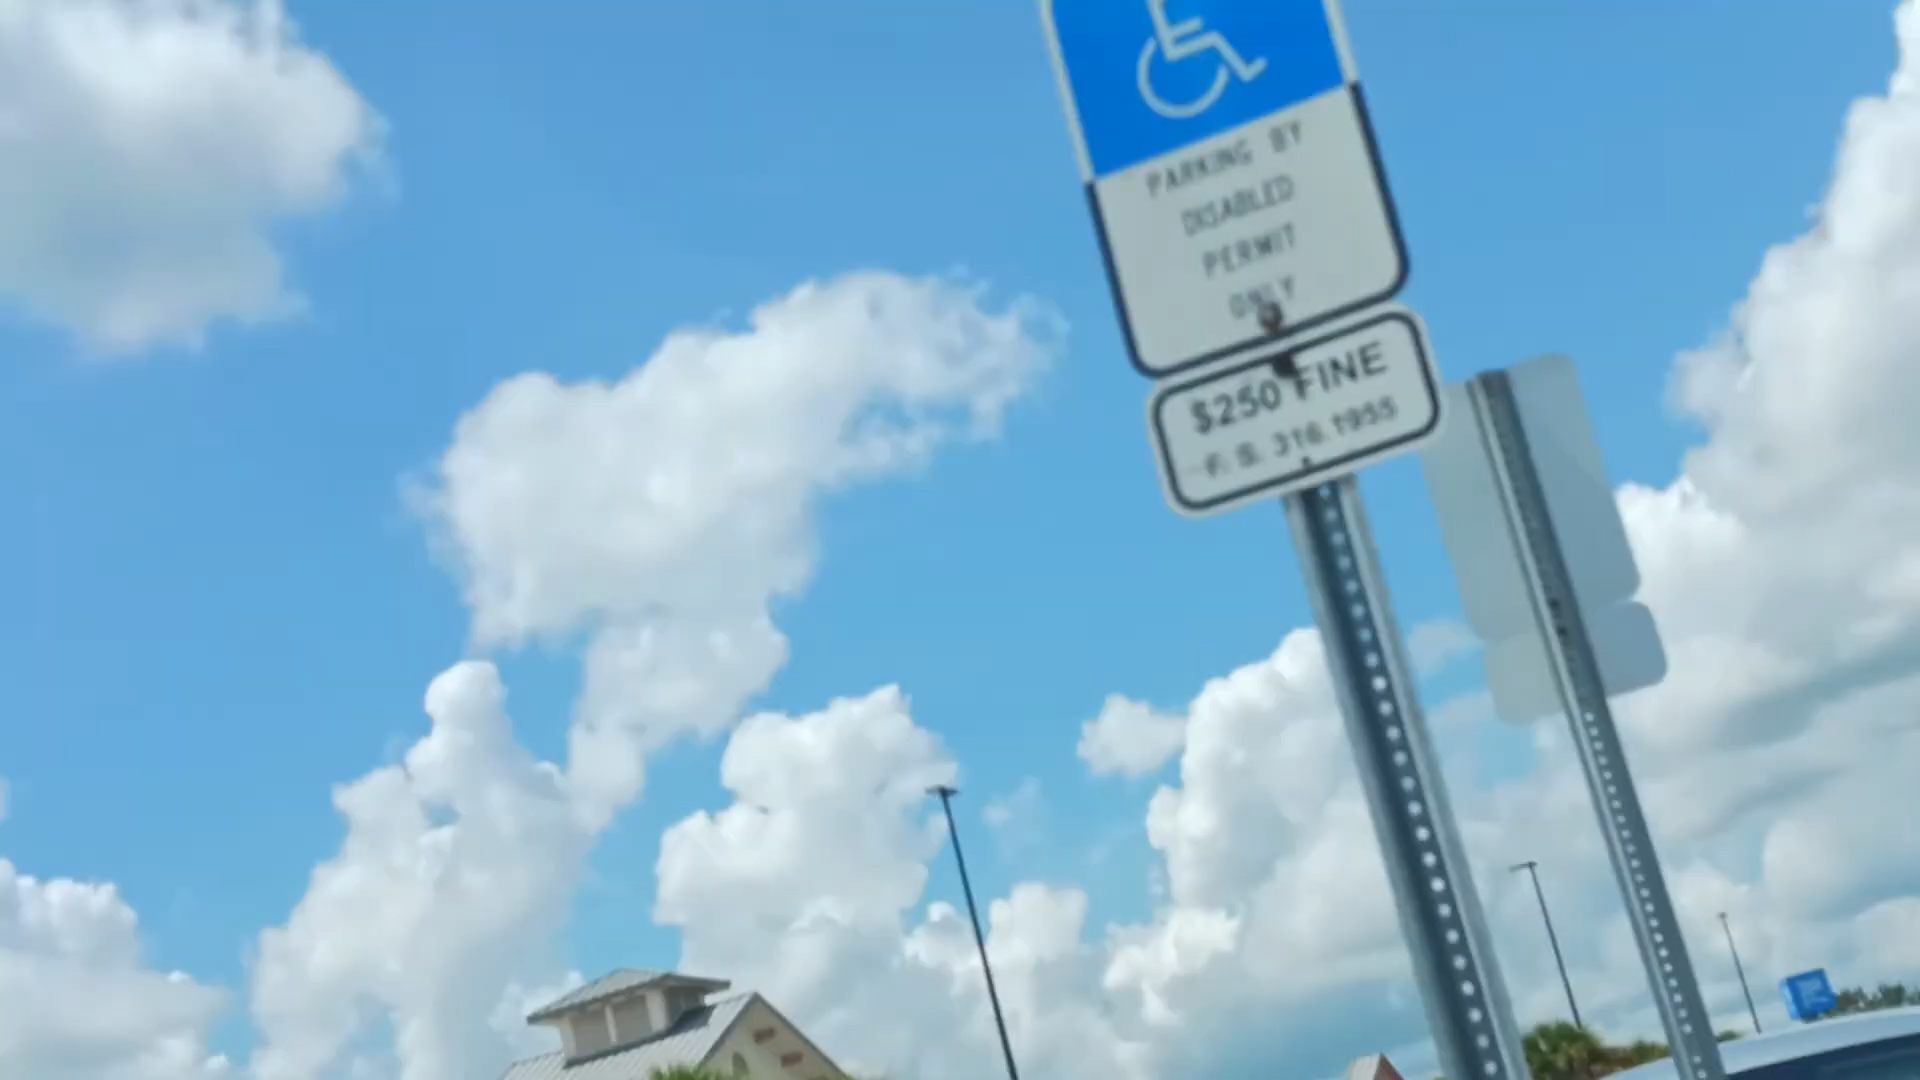 PARKING BY
DISABLED
PERMIT
ONLY
$250 FINE
F. S. 316.1955